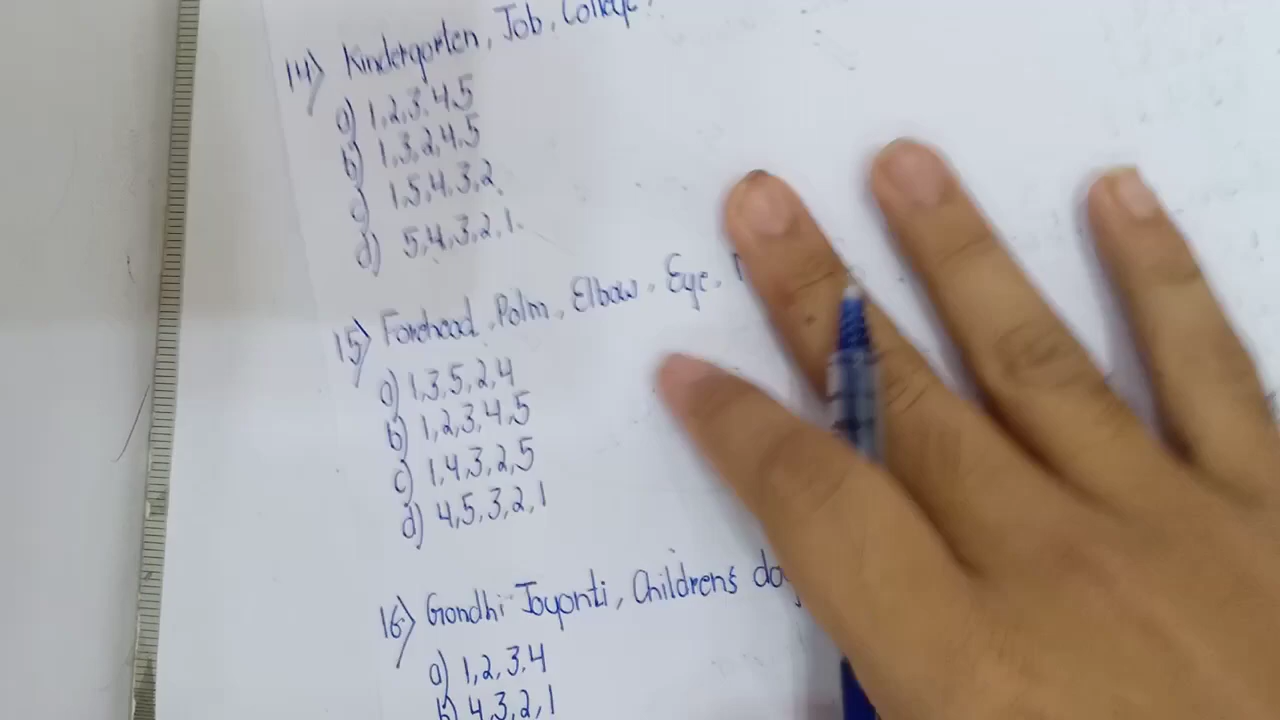 14) Kindergarten, Job, College,
a) 1,2,3.4,5
b) 1,3,2,4,5
c) 1,5,4,3,2.
d) 5,4,3,2,1.
15) Forehead, Palm, Elbow, Eye,
a) 1,3,5,2,4
b) 1,2,3,4,5
c) 1,4,3,2,5
d) 4,5,3,2,1
16) Gandhi Jayanti, Children's day
a) 1,2,3.4
b) 4,3,2,1